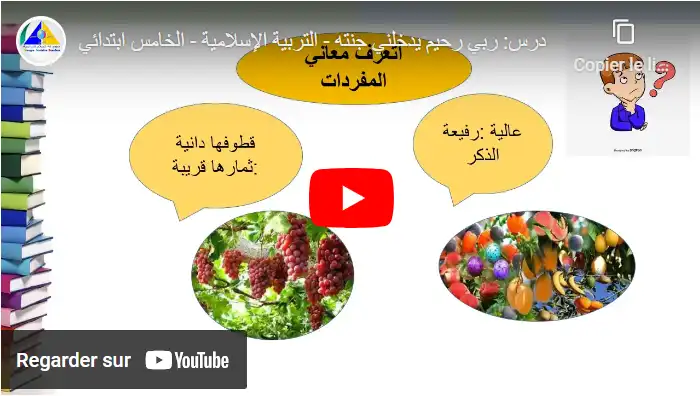 درس: ربي رحيم يدخلني جنته - التربية الإسلامية - الخامس ابتدائي
Copier le li...
أتعرف معاني
المفردات
عالية :رفيعة
الذكر
قطوفها دانية
:ثمارها قريبة
Regarder sur YouTube